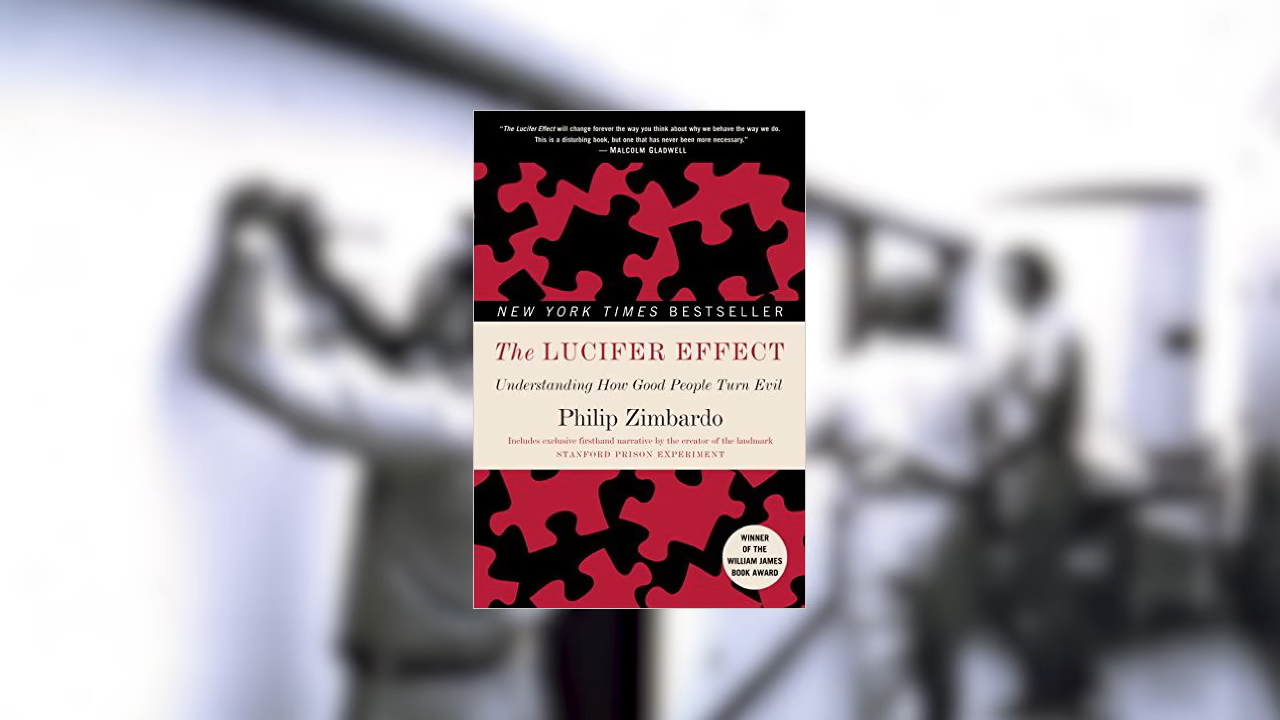 “The Lucifer Effect will change forever the way you think about why we behave the way we do.
This is a disturbing book, but one that has never been more necessary.”
— MALCOLM GLADWELL
NEW YORK TIMES BESTSELLER
The LUCIFER EFFECT
Understanding How Good People Turn Evil
Philip Zimbardo
Includes exclusive firsthand narrative by the creator of the landmark
STANFORD PRISON EXPERIMENT
WINNER
OF THE
WILLIAM JAMES
BOOK AWARD